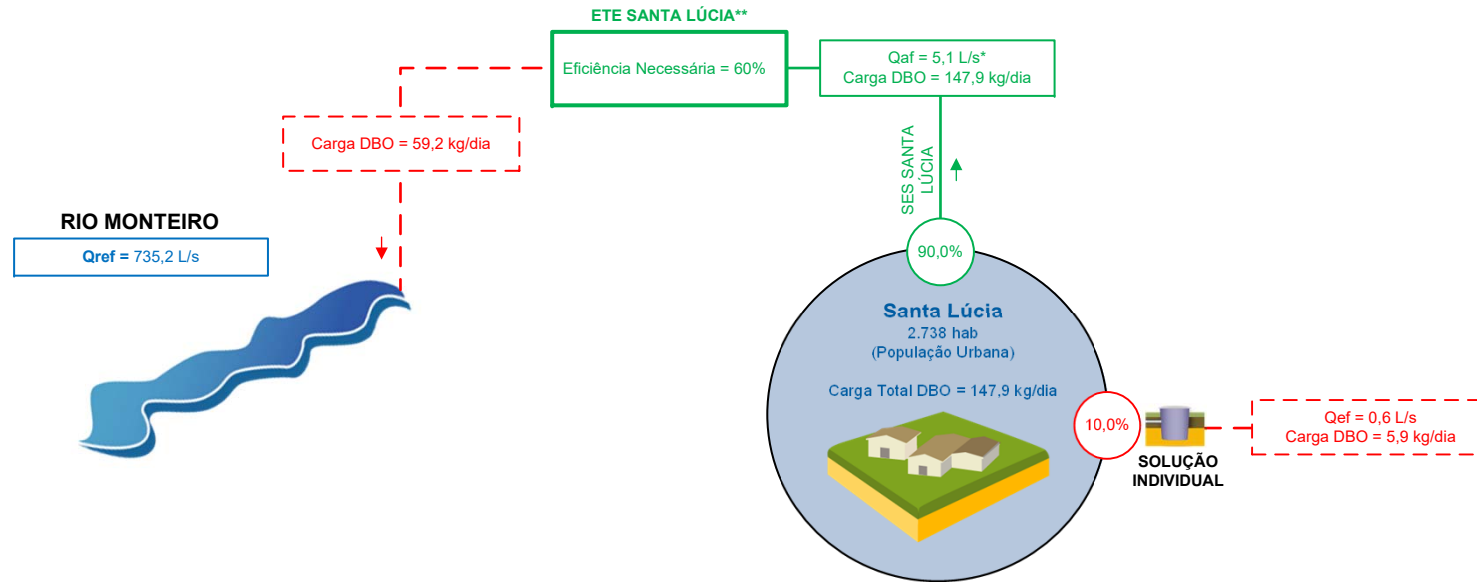 ETE SANTA LÚCIA**
Eficiência Necessária = 60%
Qaf = 5,1 L/s*
Carga DBO = 147,9 kg/dia
Carga DBO = 59,2 kg/dia
SES SANTA
LÚCIA
RIO MONTEIRO
Qref = 735,2 L/s
90,0%
Santa Lúcia
2.738 hab
(População Urbana)
Carga Total DBO = 147,9 kg/dia
10,0%
SOLUÇÃO
INDIVIDUAL
Qef = 0,6 L/s
Carga DBO = 5,9 kg/dia